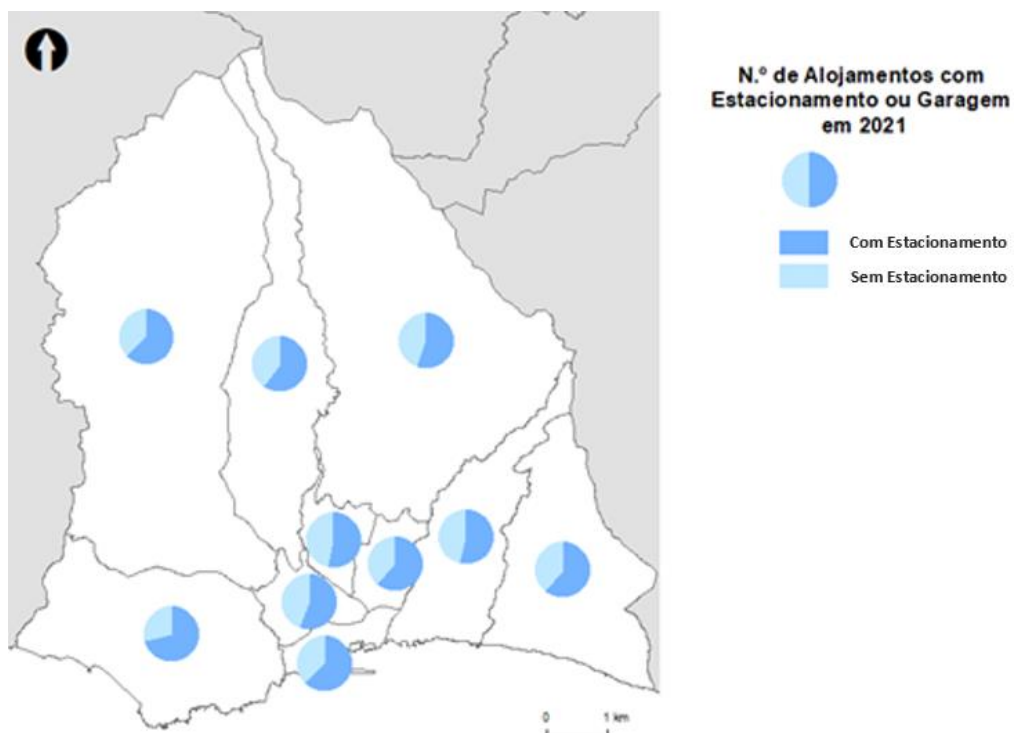 N.º de Alojamentos com
Estacionamento ou Garagem
em 2021
Com Estacionamento
Sem Estacionamento
0 1 km